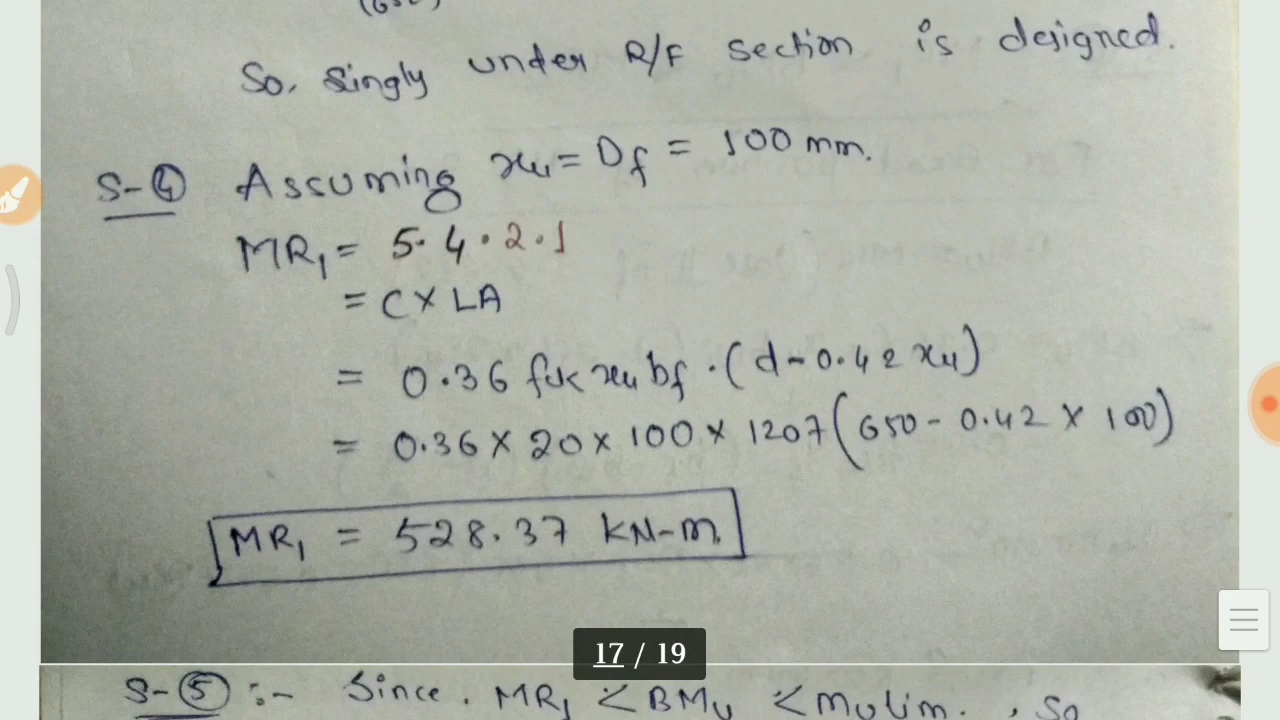 So, singly under R/F section is designed.
S-④ Assuming xu = Df = 100 mm.
MR₁ = 5.4.2.1
= C x LA
= 0.36 fck xu bf . (d - 0.42 xu)
= 0.36 x 20 x 100 x 1207 (650 - 0.42 x 100)
MR₁ = 528.37 kN-m.
17 / 19
S-⑤ :- Since, MR₁ < BMu < Mulim. , So